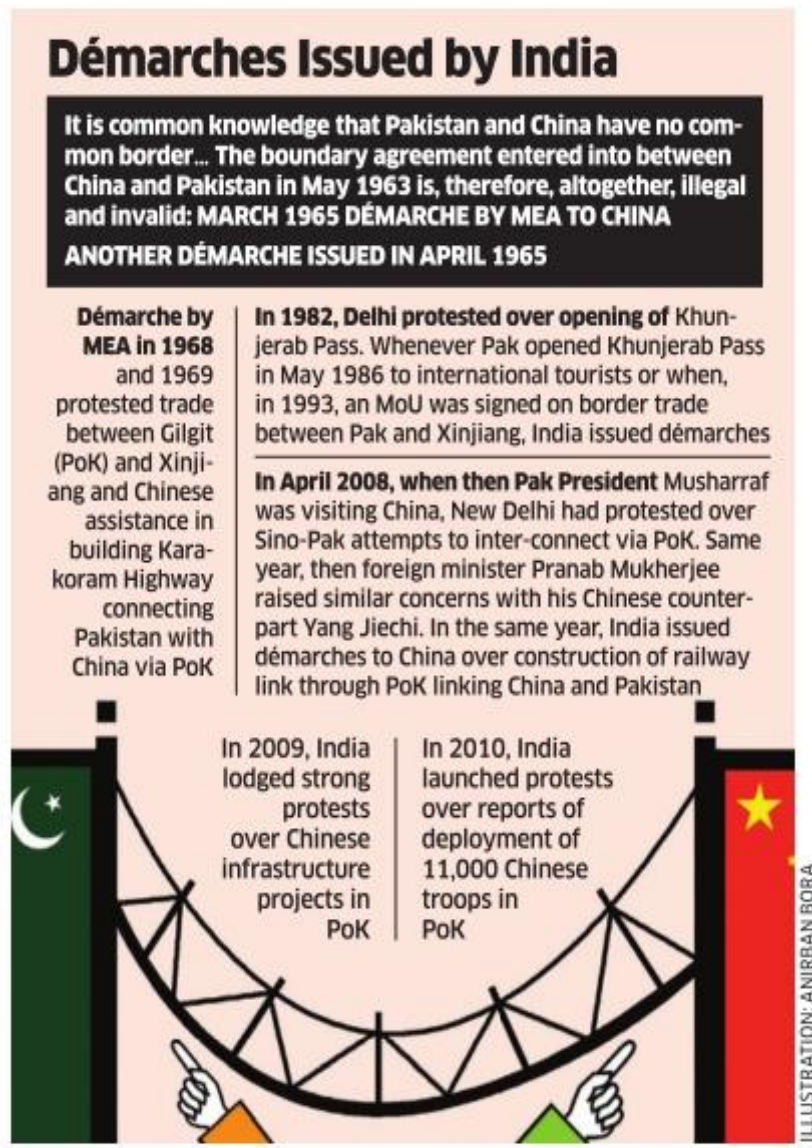 Démarches Issued by India
It is common knowledge that Pakistan and China have no com-
mon border... The boundary agreement entered into between
China and Pakistan in May 1963 is, therefore, altogether, illegal
and invalid: MARCH 1965 DÉMARCHE BY MEA TO CHINA
ANOTHER DÉMARCHE ISSUED IN APRIL 1965
Démarche by
MEA in 1968
and 1969
protested trade
between Gilgit
(PoK) and Xinji-
ang and Chinese
assistance in
building Kara-
koram Highway
connecting
Pakistan with
China via PoK
In 1982, Delhi protested over opening of Khun-
jerab Pass. Whenever Pak opened Khunjerab Pass
in May 1986 to international tourists or when,
in 1993, an MoU was signed on border trade
between Pak and Xinjiang, India issued démarches
In April 2008, when then Pak President Musharraf
was visiting China, New Delhi had protested over
Sino-Pak attempts to inter-connect via PoK. Same
year, then foreign minister Pranab Mukherjee
raised similar concerns with his Chinese counter-
part Yang Jiechi. In the same year, India issued
démarches to China over construction of railway
link through PoK linking China and Pakistan
In 2009, India
lodged strong
protests
over Chinese
infrastructure
projects in
PoK
In 2010, India
launched protests
over reports of
deployment of
11,000 Chinese
troops in
PoK
ILLUSTRATION: ANIRBAN BORA